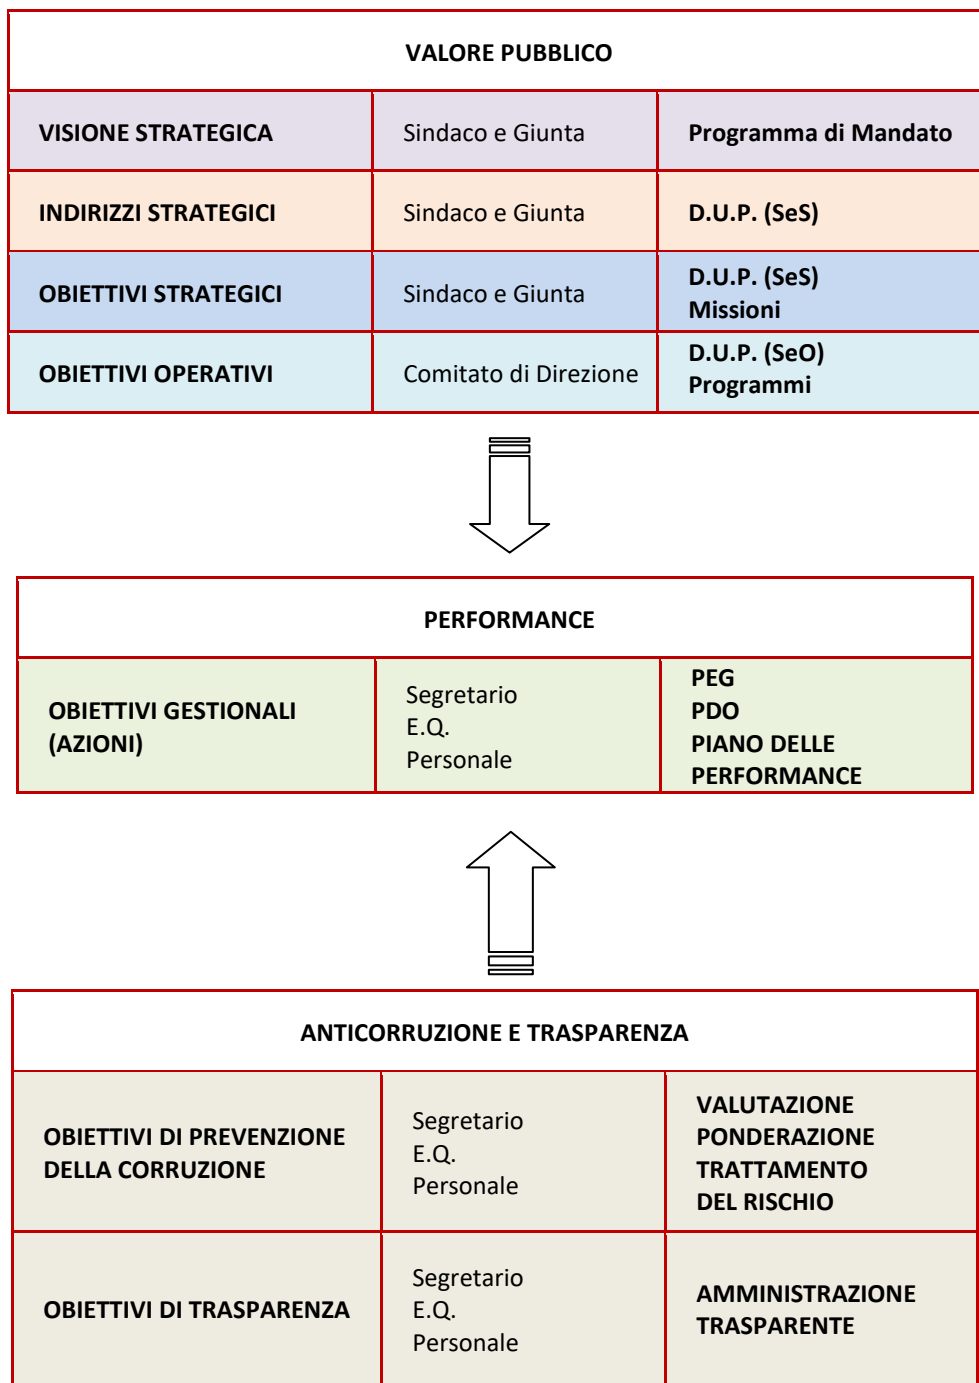 VALORE PUBBLICO
VISIONE STRATEGICA
Sindaco e Giunta
Programma di Mandato
INDIRIZZI STRATEGICI
Sindaco e Giunta
D.U.P. (SeS)
OBIETTIVI STRATEGICI
Sindaco e Giunta
D.U.P. (SeS)
Missioni
OBIETTIVI OPERATIVI
Comitato di Direzione
D.U.P. (SeO)
Programmi
PERFORMANCE
OBIETTIVI GESTIONALI
(AZIONI)
Segretario
E.Q.
Personale
PEG
PDO
PIANO DELLE
PERFORMANCE
ANTICORRUZIONE E TRASPARENZA
OBIETTIVI DI PREVENZIONE
DELLA CORRUZIONE
Segretario
E.Q.
Personale
VALUTAZIONE
PONDERAZIONE
TRATTAMENTO
DEL RISCHIO
OBIETTIVI DI TRASPARENZA
Segretario
E.Q.
Personale
AMMINISTRAZIONE
TRASPARENTE